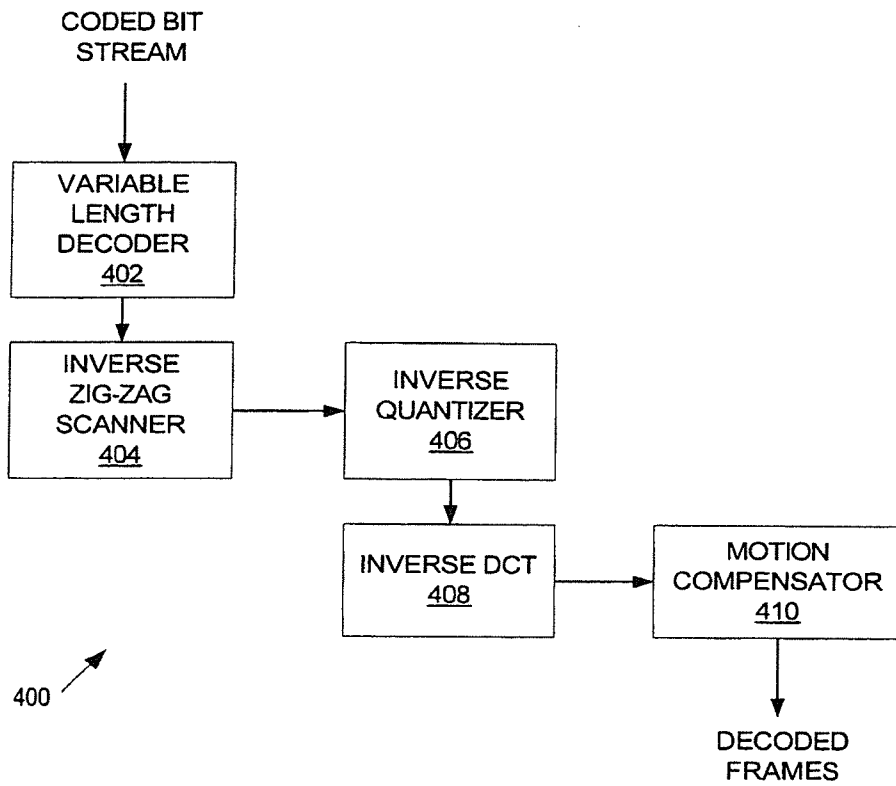 CODED BIT
STREAM
VARIABLE
LENGTH
DECODER
402
INVERSE
ZIG-ZAG
SCANNER
404
INVERSE
QUANTIZER
406
INVERSE DCT
408
MOTION
COMPENSATOR
410
400
DECODED
FRAMES